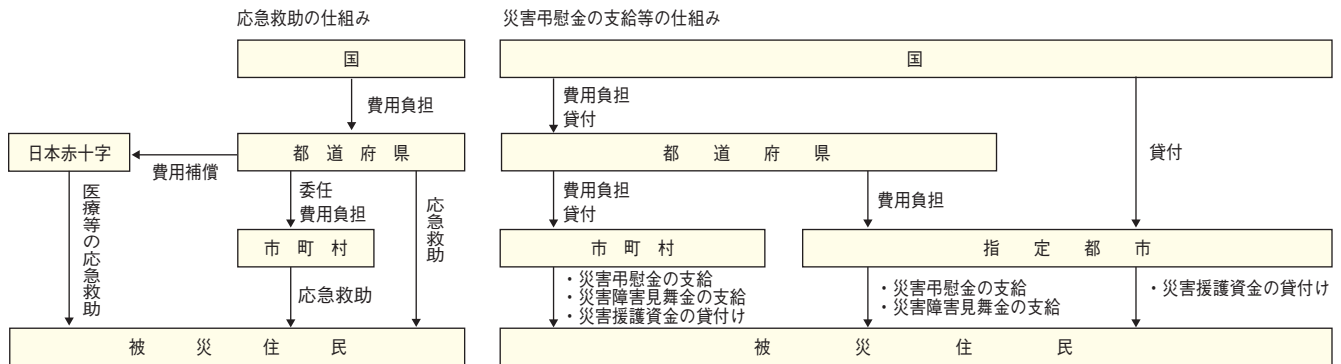 応急救助の仕組み
国
費用負担
日本赤十字
費用補償
都道府県
委任
費用負担
応急救助
医療等の応急救助
市町村
応急救助
被災住民
災害弔慰金の支給等の仕組み
国
費用負担
貸付
貸付
都道府県
費用負担
貸付
費用負担
市町村
指定都市
・災害弔慰金の支給
・災害障害見舞金の支給
・災害援護資金の貸付け
・災害弔慰金の支給
・災害障害見舞金の支給
・災害援護資金の貸付け
被災住民